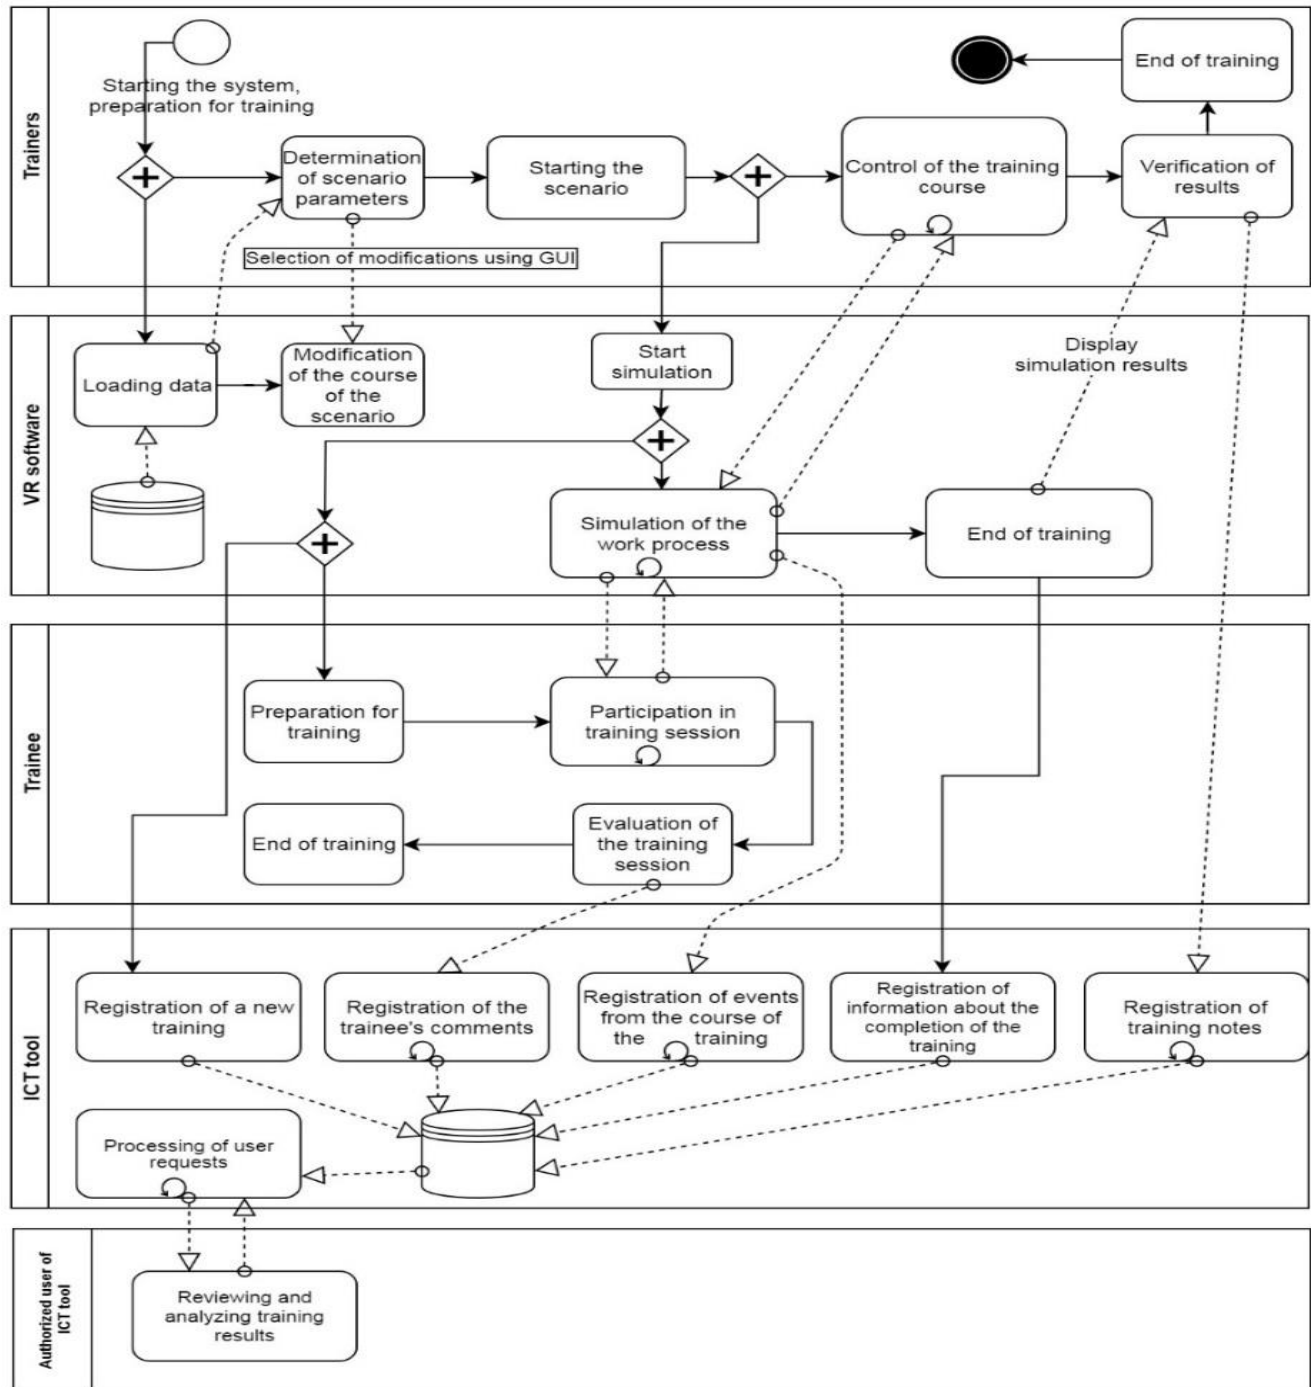 Trainers
Starting the system,
preparation for training
Determination
of scenario
parameters
Starting the
scenario
Control of the training
course
End of training
Verification of
results
Selection of modifications using GUI
VR software
Loading data
Modification
of the course
of the
scenario
Start
simulation
Display
simulation results
Simulation of the
work process
End of training
Trainee
Preparation for
training
Participation in
training session
End of training
Evaluation of
the training
session
ICT tool
Registration of a new
training
Registration of the
trainee's comments
Registration of events
from the course of
the training
Registration of
information about the
completion of the
training
Registration of
training notes
Processing of user
requests
Authorized user of
ICT tool
Reviewing and
analyzing training
results